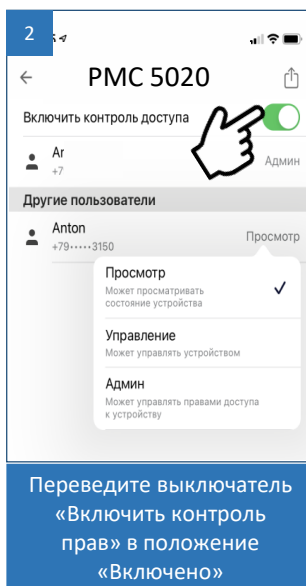 2
PMC 5020
Включить контроль доступа
Ar
+7
Админ
Другие пользователи
Anton
+79·····3150
Просмотр
Просмотр
Может просматривать
состояние устройства
Управление
Может управлять устройством
Админ
Может управлять правами доступа
к устройству
Переведите выключатель
«Включить контроль
прав» в положение
«Включено»